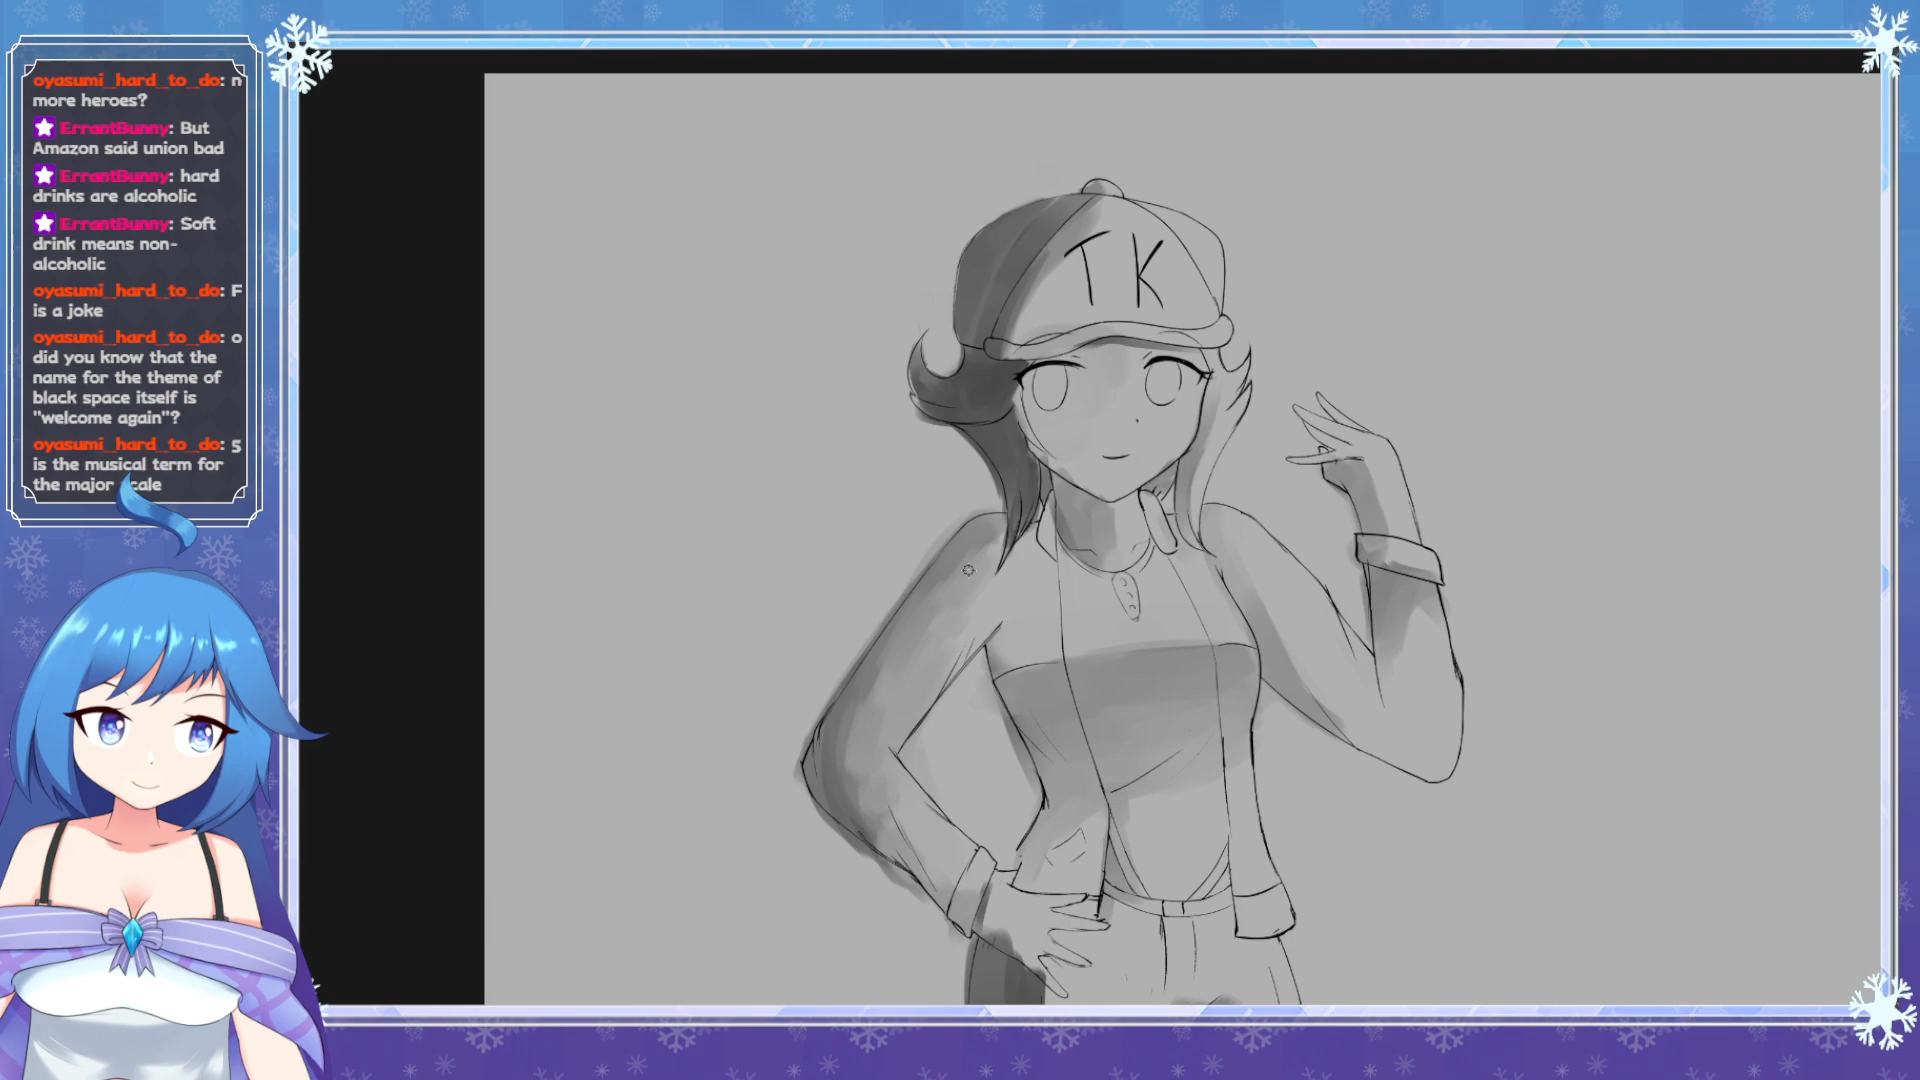 oyasumi_hard_to_do: n
more heroes?
ErrantBunny: But
Amazon said union bad
ErrantBunny: hard
drinks are alcoholic
ErrantBunny: Soft
drink means non-
alcoholic
oyasumi_hard_to_do: F
is a joke
oyasumi_hard_to_do: o
did you know that the
name for the theme of
black space itself is
"welcome again"?
oyasumi_hard_to_do: 5
is the musical term for
the major scale
TK